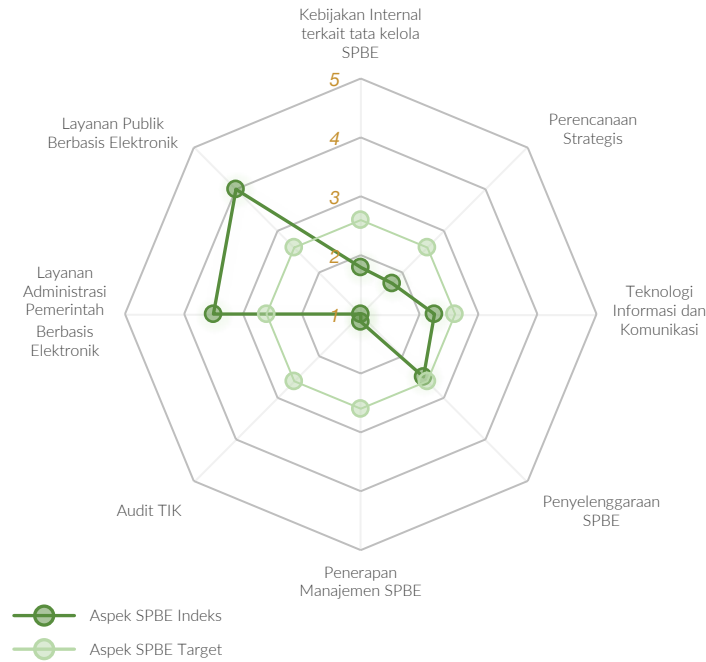 Kebijakan Internal
terkait tata kelola
SPBE
5
4
3
2
1
Perencanaan
Strategis
Teknologi
Informasi dan
Komunikasi
Penyelenggaraan
SPBE
Penerapan
Manajemen SPBE
Audit TIK
Layanan
Administrasi
Pemerintah
Berbasis
Elektronik
Layanan Publik
Berbasis Elektronik
Aspek SPBE Indeks
Aspek SPBE Target